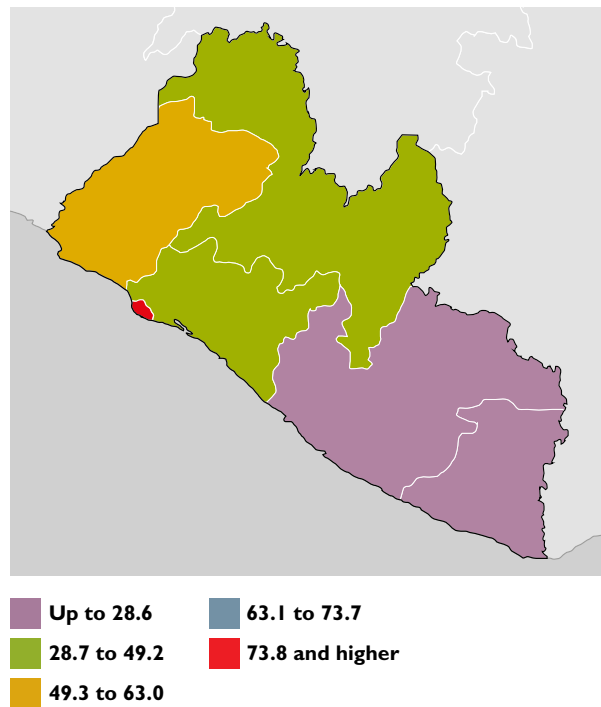 Up to 28.6
28.7 to 49.2
49.3 to 63.0
63.1 to 73.7
73.8 and higher